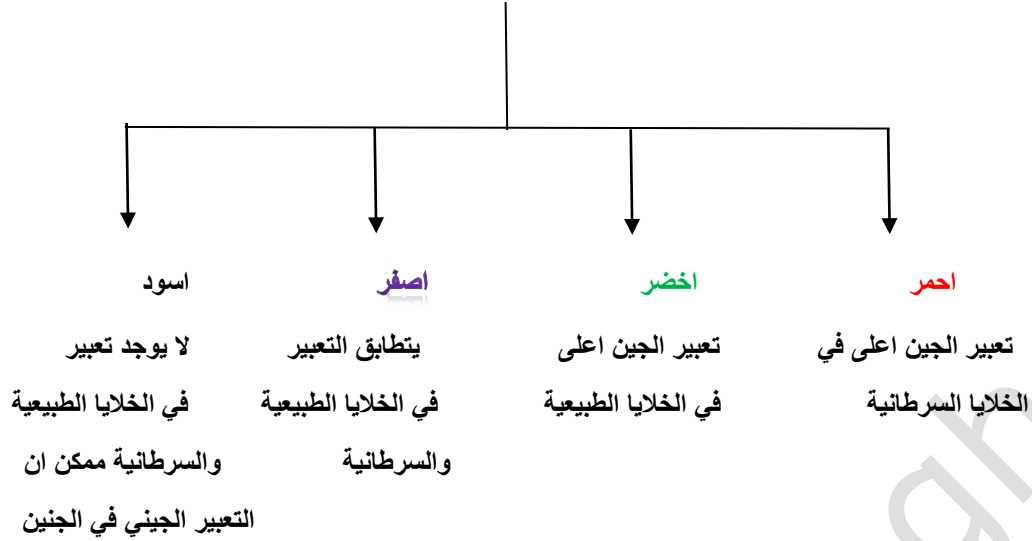 احمر
تعبير الجين اعلى في
الخلايا السرطانية
اخضر
تعبير الجين اعلى
في الخلايا الطبيعية
اصفر
يتطابق التعبير
في الخلايا الطبيعية
والسرطانية
اسود
لا يوجد تعبير
في الخلايا الطبيعية
والسرطانية ممكن ان
التعبير الجيني في الجنين
gh